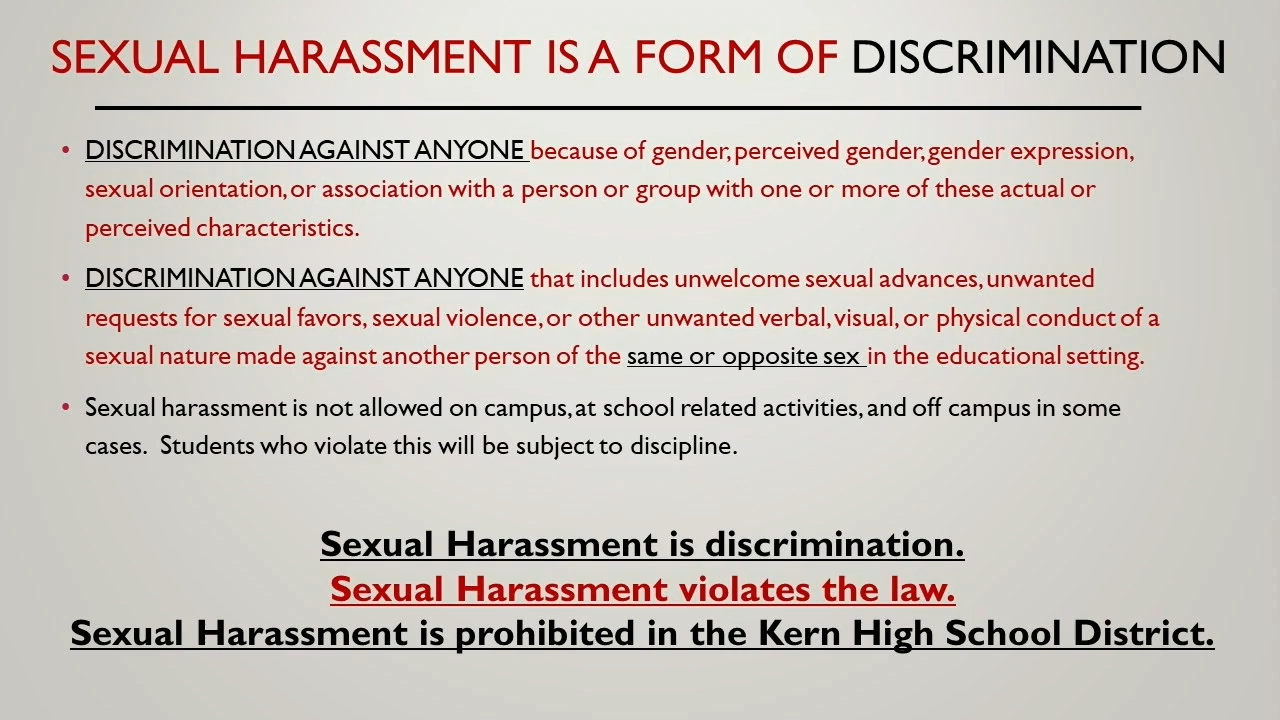 SEXUAL HARASSMENT IS A FORM OF DISCRIMINATION
• DISCRIMINATION AGAINST ANYONE because of gender, perceived gender, gender expression,
sexual orientation, or association with a person or group with one or more of these actual or
perceived characteristics.
• DISCRIMINATION AGAINST ANYONE that includes unwelcome sexual advances, unwanted
requests for sexual favors, sexual violence, or other unwanted verbal, visual, or physical conduct of a
sexual nature made against another person of the same or opposite sex in the educational setting.
• Sexual harassment is not allowed on campus, at school related activities, and off campus in some
cases.  Students who violate this will be subject to discipline.
Sexual Harassment is discrimination.
Sexual Harassment violates the law.
Sexual Harassment is prohibited in the Kern High School District.